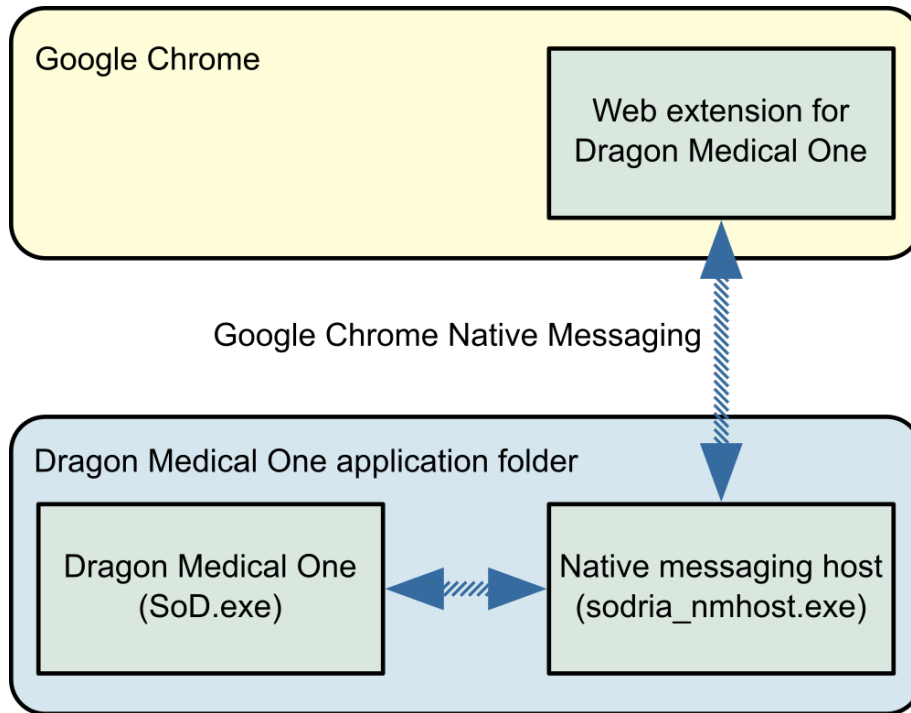 Google Chrome
Web extension for
Dragon Medical One
Google Chrome Native Messaging
Dragon Medical One application folder
Dragon Medical One
(SoD.exe)
Native messaging host
(sodria_nmhost.exe)